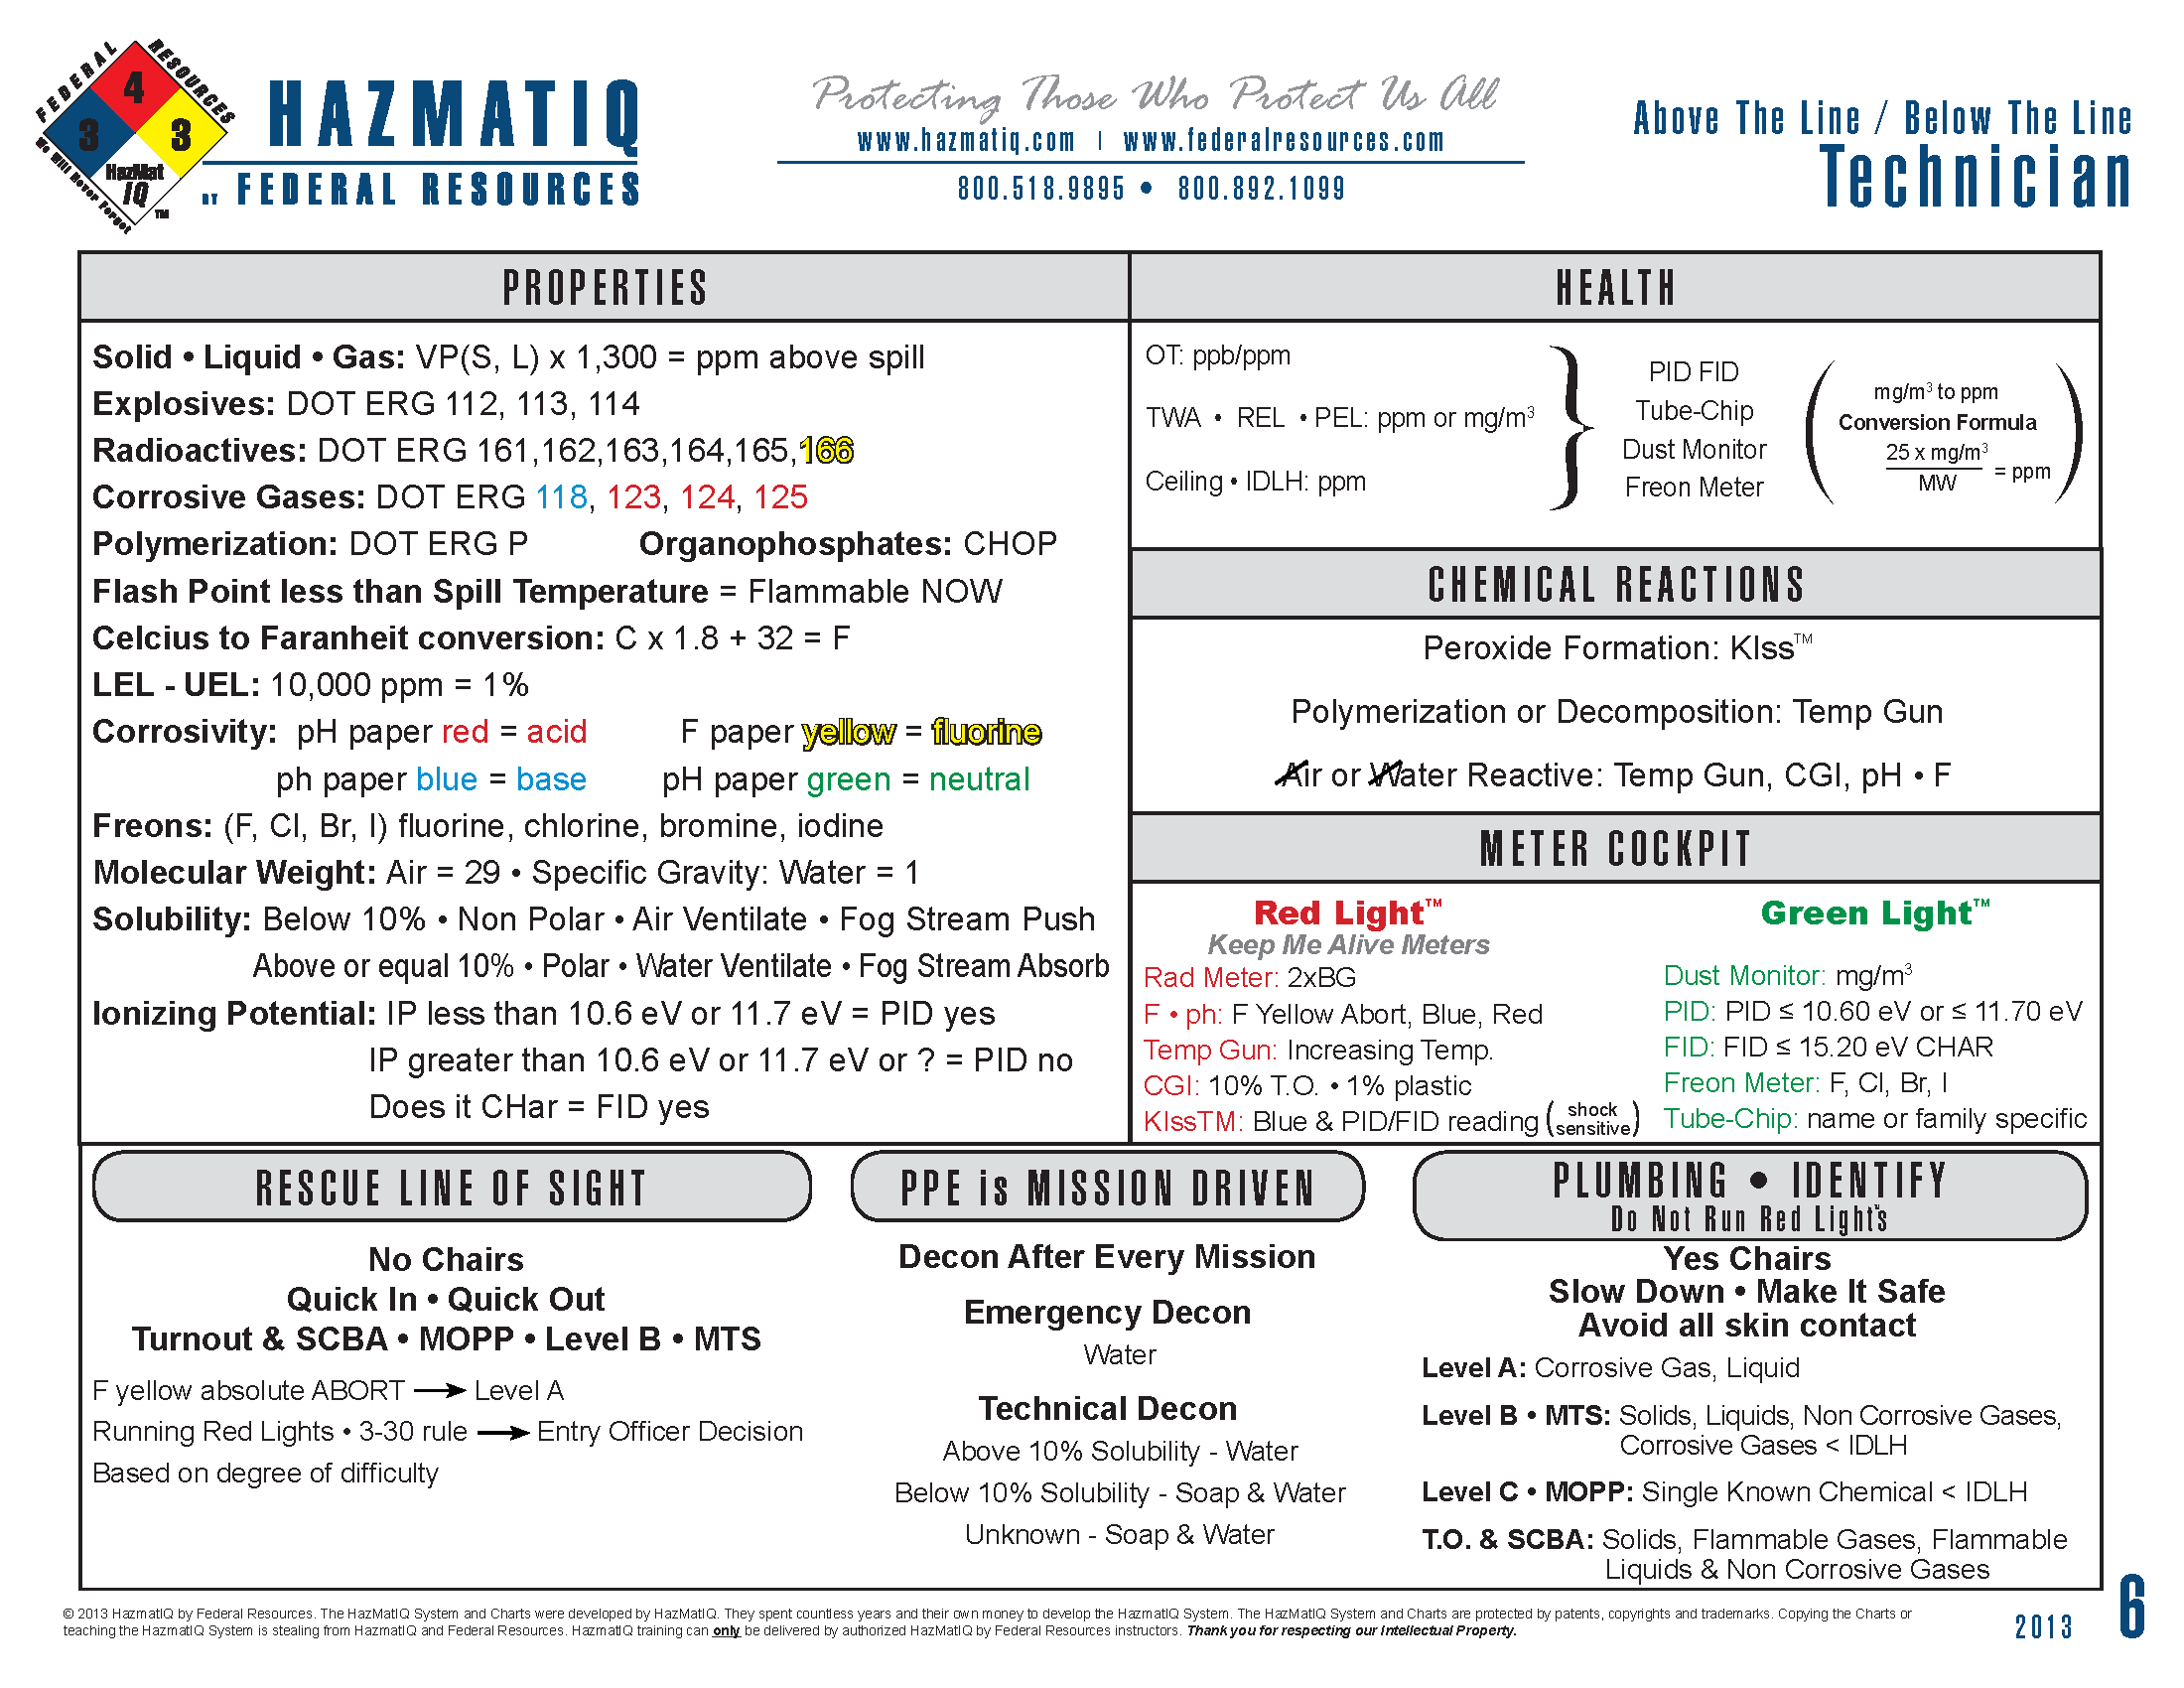 FEDERAL RESOURCES
We Will Never Forget
4
3
3
HazMat
IQ
TM
HAZMATIQ
BY FEDERAL RESOURCES
Protecting Those Who Protect Us All
www.hazmatiq.com | www.federalresources.com
800.518.9895 • 800.892.1099
Above The Line / Below The Line
Technician
PROPERTIES
Solid • Liquid • Gas: VP(S, L) x 1,300 = ppm above spill
Explosives: DOT ERG 112, 113, 114
Radioactives: DOT ERG 161,162,163,164,165,166
Corrosive Gases: DOT ERG 118, 123, 124, 125
Polymerization: DOT ERG P Organophosphates: CHOP
Flash Point less than Spill Temperature = Flammable NOW
Celcius to Faranheit conversion: C x 1.8 + 32 = F
LEL - UEL: 10,000 ppm = 1%
Corrosivity: pH paper red = acid F paper yellow = fluorine
ph paper blue = base pH paper green = neutral
Freons: (F, Cl, Br, I) fluorine, chlorine, bromine, iodine
Molecular Weight: Air = 29 • Specific Gravity: Water = 1
Solubility: Below 10% • Non Polar • Air Ventilate • Fog Stream Push
Above or equal 10% • Polar • Water Ventilate • Fog Stream Absorb
Ionizing Potential: IP less than 10.6 eV or 11.7 eV = PID yes
IP greater than 10.6 eV or 11.7 eV or ? = PID no
Does it CHar = FID yes
HEALTH
OT: ppb/ppm
TWA • REL • PEL: ppm or mg/m³
Ceiling • IDLH: ppm
PID FID
Tube-Chip
Dust Monitor
Freon Meter
mg/m³ to ppm
Conversion Formula
25 x mg/m³
MW
= ppm
CHEMICAL REACTIONS
Peroxide Formation: KIss™
Polymerization or Decomposition: Temp Gun
Air or Water Reactive: Temp Gun, CGI, pH • F
METER COCKPIT
Red Light™
Keep Me Alive Meters
Rad Meter: 2xBG
F • ph: F Yellow Abort, Blue, Red
Temp Gun: Increasing Temp.
CGI: 10% T.O. • 1% plastic
KIssTM: Blue & PID/FID reading (shock sensitive)
Green Light™
Dust Monitor: mg/m³
PID: PID ≤ 10.60 eV or ≤ 11.70 eV
FID: FID ≤ 15.20 eV CHAR
Freon Meter: F, Cl, Br, I
Tube-Chip: name or family specific
RESCUE LINE OF SIGHT
No Chairs
Quick In • Quick Out
Turnout & SCBA • MOPP • Level B • MTS
F yellow absolute ABORT → Level A
Running Red Lights • 3-30 rule → Entry Officer Decision
Based on degree of difficulty
PPE is MISSION DRIVEN
Decon After Every Mission
Emergency Decon
Water
Technical Decon
Above 10% Solubility - Water
Below 10% Solubility - Soap & Water
Unknown - Soap & Water
PLUMBING • IDENTIFY
Do Not Run Red Light's
Yes Chairs
Slow Down • Make It Safe
Avoid all skin contact
Level A: Corrosive Gas, Liquid
Level B • MTS: Solids, Liquids, Non Corrosive Gases,
Corrosive Gases < IDLH
Level C • MOPP: Single Known Chemical < IDLH
T.O. & SCBA: Solids, Flammable Gases, Flammable
Liquids & Non Corrosive Gases
© 2013 HazmatIQ by Federal Resources. The HazMatIQ System and Charts were developed by HazMatIQ. They spent countless years and their own money to develop the HazmatIQ System. The HazMatIQ System and Charts are protected by patents, copyrights and trademarks. Copying the Charts or
teaching the HazmatIQ System is stealing from HazmatIQ and Federal Resources. HazmatIQ training can only be delivered by authorized HazMatIQ by Federal Resources instructors. Thank you for respecting our Intellectual Property.
2013
6